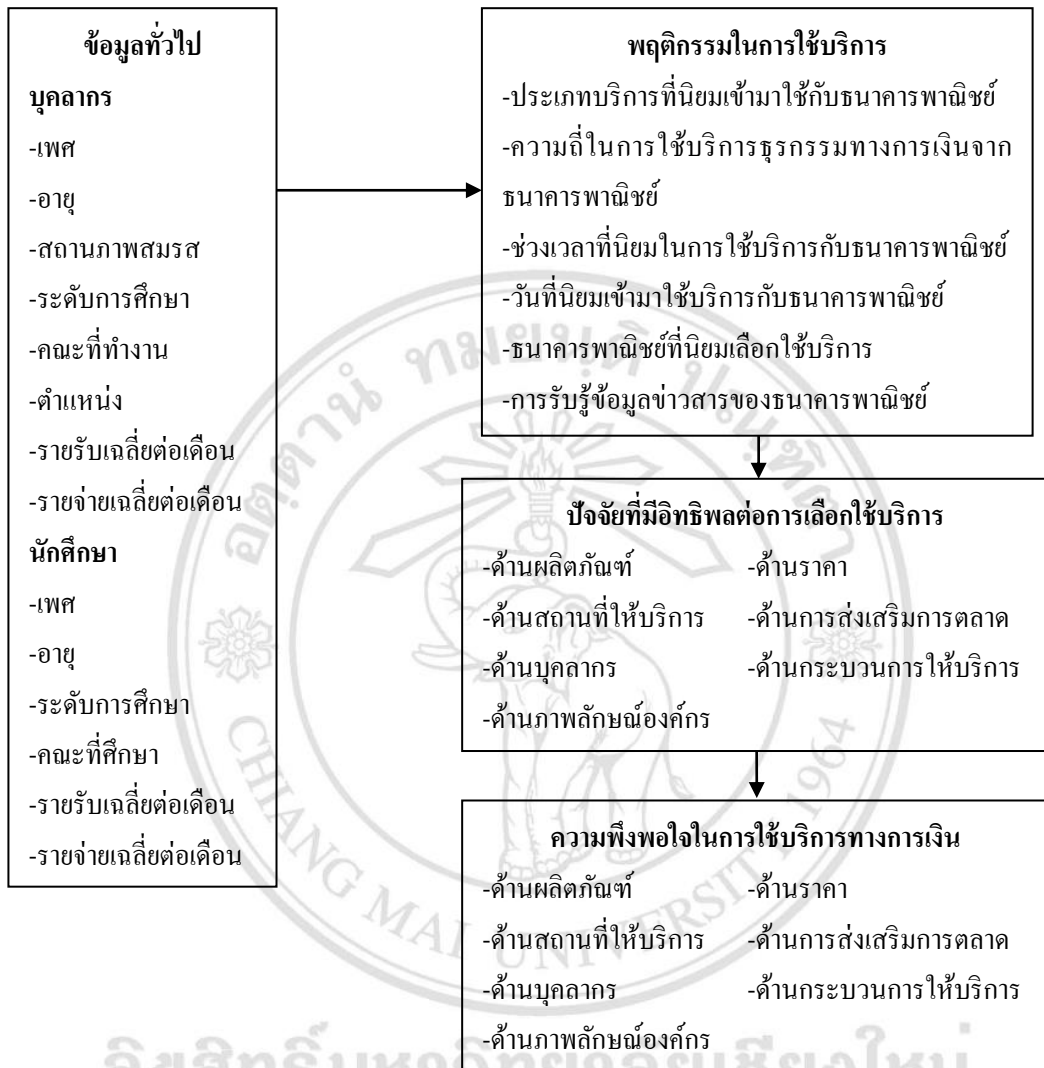 ข้อมูลทั่วไป
บุคลากร
-เพศ
-อายุ
-สถานภาพสมรส
-ระดับการศึกษา
-คณะที่ทำงาน
-ตำแหน่ง
-รายรับเฉลี่ยต่อเดือน
-รายจ่ายเฉลี่ยต่อเดือน
นักศึกษา
-เพศ
-อายุ
-ระดับการศึกษา
-คณะที่ศึกษา
-รายรับเฉลี่ยต่อเดือน
-รายจ่ายเฉลี่ยต่อเดือน
พฤติกรรมในการใช้บริการ
-ประเภทบริการที่นิยมเข้ามาใช้กับธนาคารพาณิชย์
-ความถี่ในการใช้บริการธุรกรรมทางการเงินจาก
ธนาคารพาณิชย์
-ช่วงเวลาที่นิยมในการใช้บริการกับธนาคารพาณิชย์
-วันที่นิยมเข้ามาใช้บริการกับธนาคารพาณิชย์
-ธนาคารพาณิชย์ที่นิยมเลือกใช้บริการ
-การรับรู้ข้อมูลข่าวสารของธนาคารพาณิชย์
ปัจจัยที่มีอิทธิพลต่อการเลือกใช้บริการ
-ด้านผลิตภัณฑ์ -ด้านราคา
-ด้านสถานที่ให้บริการ -ด้านการส่งเสริมการตลาด
-ด้านบุคลากร -ด้านกระบวนการให้บริการ
-ด้านภาพลักษณ์องค์กร
ความพึงพอใจในการใช้บริการทางการเงิน
-ด้านผลิตภัณฑ์ -ด้านราคา
-ด้านสถานที่ให้บริการ -ด้านการส่งเสริมการตลาด
-ด้านบุคลากร -ด้านกระบวนการให้บริการ
-ด้านภาพลักษณ์องค์กร
อตฺตานํ ทมยนฺติ ปณฺฑิตา
CHIANG MAI UNIVERSITY 1964